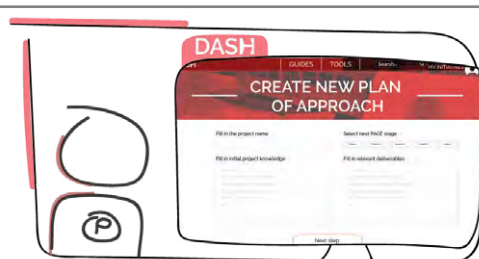 DASH
GUIDES TOOLS Search..
CREATE NEW PLAN
OF APPROACH
Fill in the project name
Select next PAGE stage
Fill in initial project knowledge
Fill in relevant deliverables
Next step
P